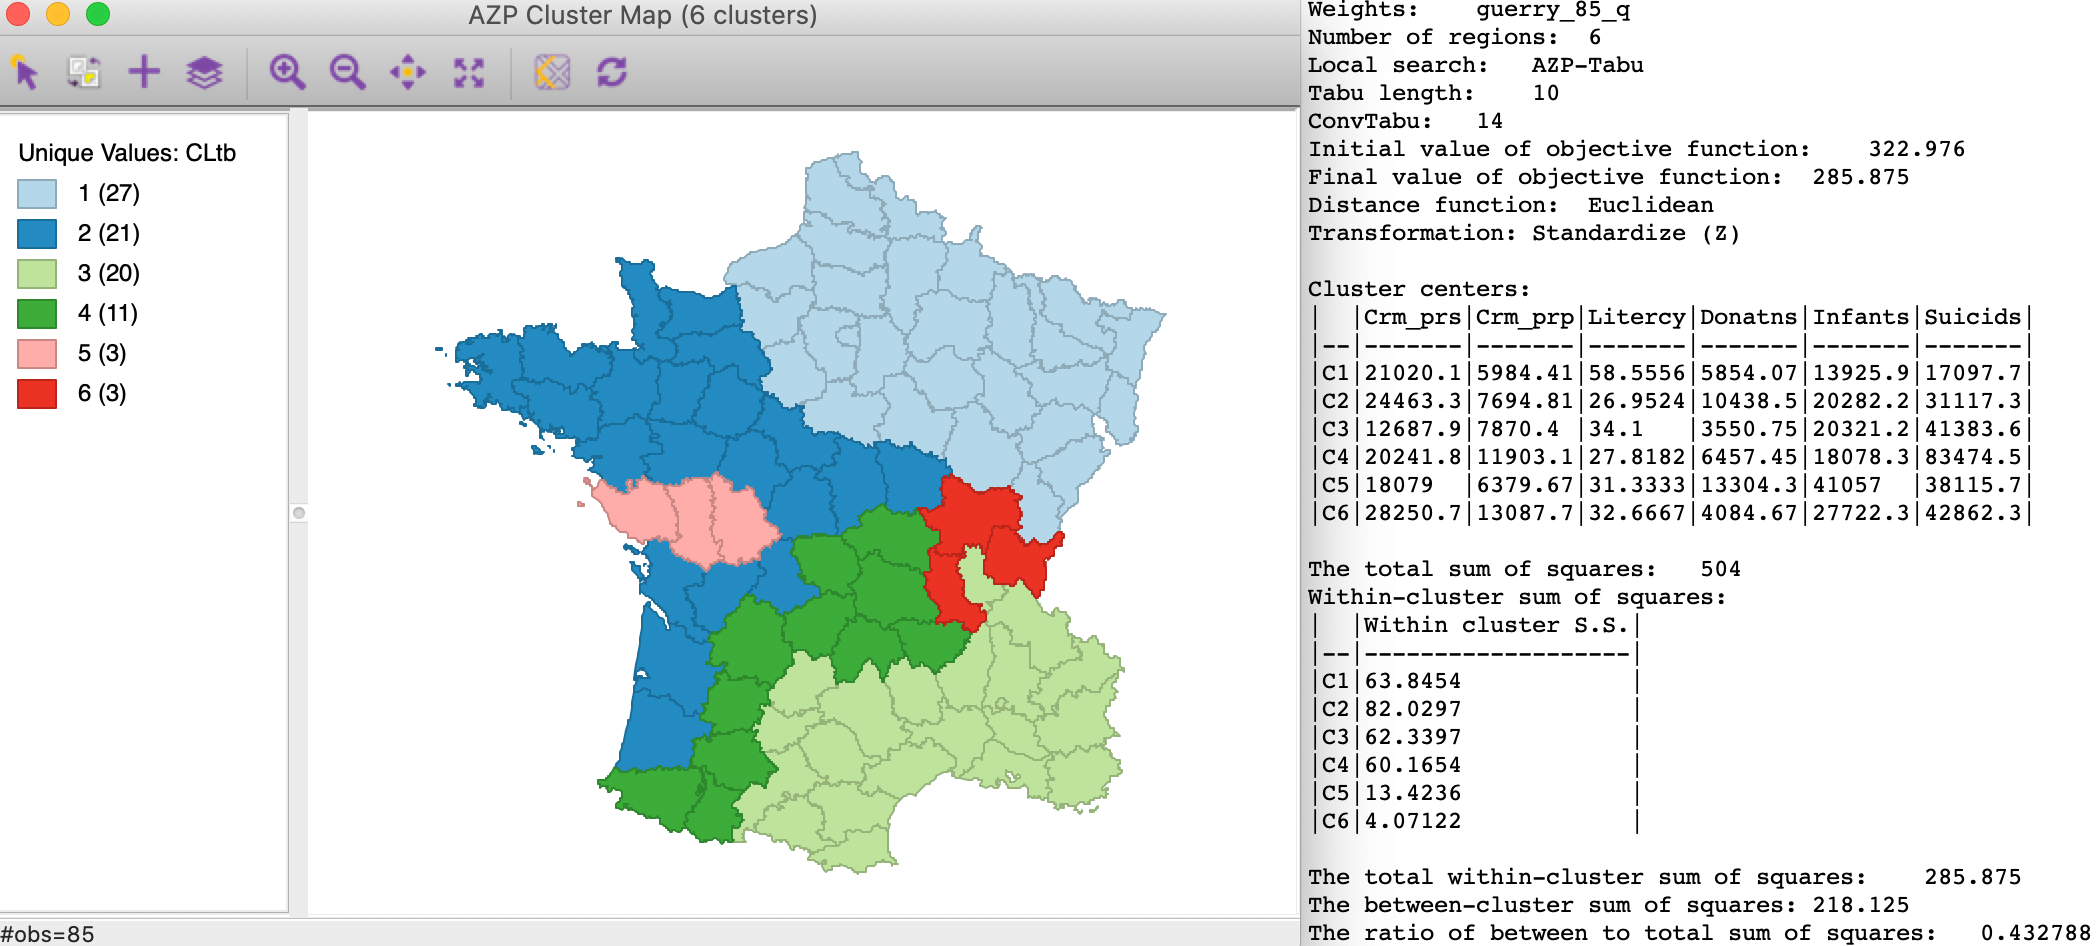 AZP Cluster Map (6 clusters)
Unique Values: CLtb
1 (27)
2 (21)
3 (20)
4 (11)
5 (3)
6 (3)
#obs=85
Weights: guerry_85_q
Number of regions: 6
Local search: AZP-Tabu
Tabu length: 10
ConvTabu: 14
Initial value of objective function: 322.976
Final value of objective function: 285.875
Distance function: Euclidean
Transformation: Standardize (Z)
Cluster centers:
|  |Crm_prs|Crm_prp|Litercy|Donatns|Infants|Suicids|
|--|-------|-------|-------|-------|-------|-------|
|C1|21020.1|5984.41|58.5556|5854.07|13925.9|17097.7|
|C2|24463.3|7694.81|26.9524|10438.5|20282.2|31117.3|
|C3|12687.9|7870.4 |34.1   |3550.75|20321.2|41383.6|
|C4|20241.8|11903.1|27.8182|6457.45|18078.3|83474.5|
|C5|18079  |6379.67|31.3333|13304.3|41057  |38115.7|
|C6|28250.7|13087.7|32.6667|4084.67|27722.3|42862.3|
The total sum of squares: 504
Within-cluster sum of squares:
|  |Within cluster S.S.|
|--|-------------------|
|C1|63.8454            |
|C2|82.0297            |
|C3|62.3397            |
|C4|60.1654            |
|C5|13.4236            |
|C6|4.07122            |
The total within-cluster sum of squares: 285.875
The between-cluster sum of squares: 218.125
The ratio of between to total sum of squares: 0.432788